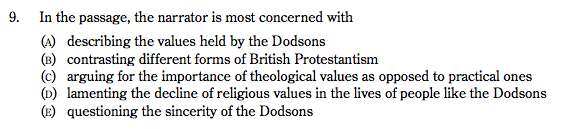 9. In the passage, the narrator is most concerned with
(A) describing the values held by the Dodsons
(B) contrasting different forms of British Protestantism
(C) arguing for the importance of theological values as opposed to practical ones
(D) lamenting the decline of religious values in the lives of people like the Dodsons
(E) questioning the sincerity of the Dodsons